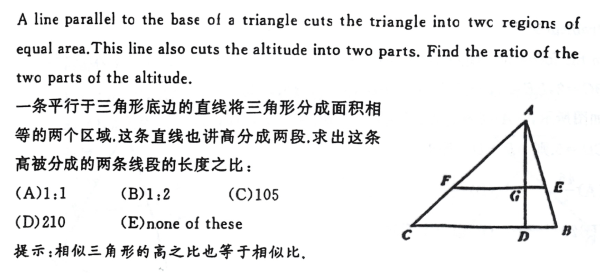 A line parallel to the base of a triangle cuts the triangle into two regions of
equal area.This line also cuts the altitude into two parts. Find the ratio of the
two parts of the altitude.
一条平行于三角形底边的直线将三角形分成面积相
等的两个区域.这条直线也讲高分成两段.求出这条
高被分成的两条线段的长度之比:
(A)1:1 (B)1:2 (C)105
(D)210 (E)none of these
提示:相似三角形的高之比也等于相似比.
A
F
G
E
C
D
B